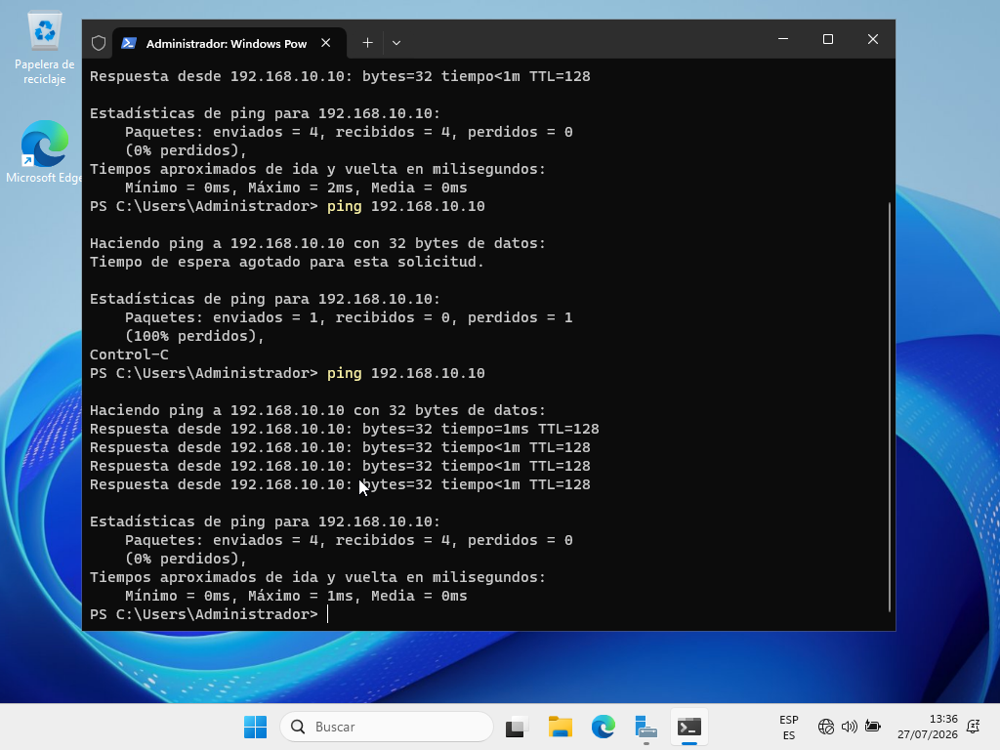 Papelera de
reciclaje
Microsoft Edge
Administrador: Windows Pow
Respuesta desde 192.168.10.10: bytes=32 tiempo<1m TTL=128
Estadísticas de ping para 192.168.10.10:
Paquetes: enviados = 4, recibidos = 4, perdidos = 0
(0% perdidos),
Tiempos aproximados de ida y vuelta en milisegundos:
Mínimo = 0ms, Máximo = 2ms, Media = 0ms
PS C:\Users\Administrador> ping 192.168.10.10
Haciendo ping a 192.168.10.10 con 32 bytes de datos:
Tiempo de espera agotado para esta solicitud.
Estadísticas de ping para 192.168.10.10:
Paquetes: enviados = 1, recibidos = 0, perdidos = 1
(100% perdidos),
Control-C
PS C:\Users\Administrador> ping 192.168.10.10
Haciendo ping a 192.168.10.10 con 32 bytes de datos:
Respuesta desde 192.168.10.10: bytes=32 tiempo=1ms TTL=128
Respuesta desde 192.168.10.10: bytes=32 tiempo<1m TTL=128
Respuesta desde 192.168.10.10: bytes=32 tiempo<1m TTL=128
Respuesta desde 192.168.10.10: bytes=32 tiempo<1m TTL=128
Estadísticas de ping para 192.168.10.10:
Paquetes: enviados = 4, recibidos = 4, perdidos = 0
(0% perdidos),
Tiempos aproximados de ida y vuelta en milisegundos:
Mínimo = 0ms, Máximo = 1ms, Media = 0ms
PS C:\Users\Administrador>
Buscar
ESP
ES
13:36
27/07/2026